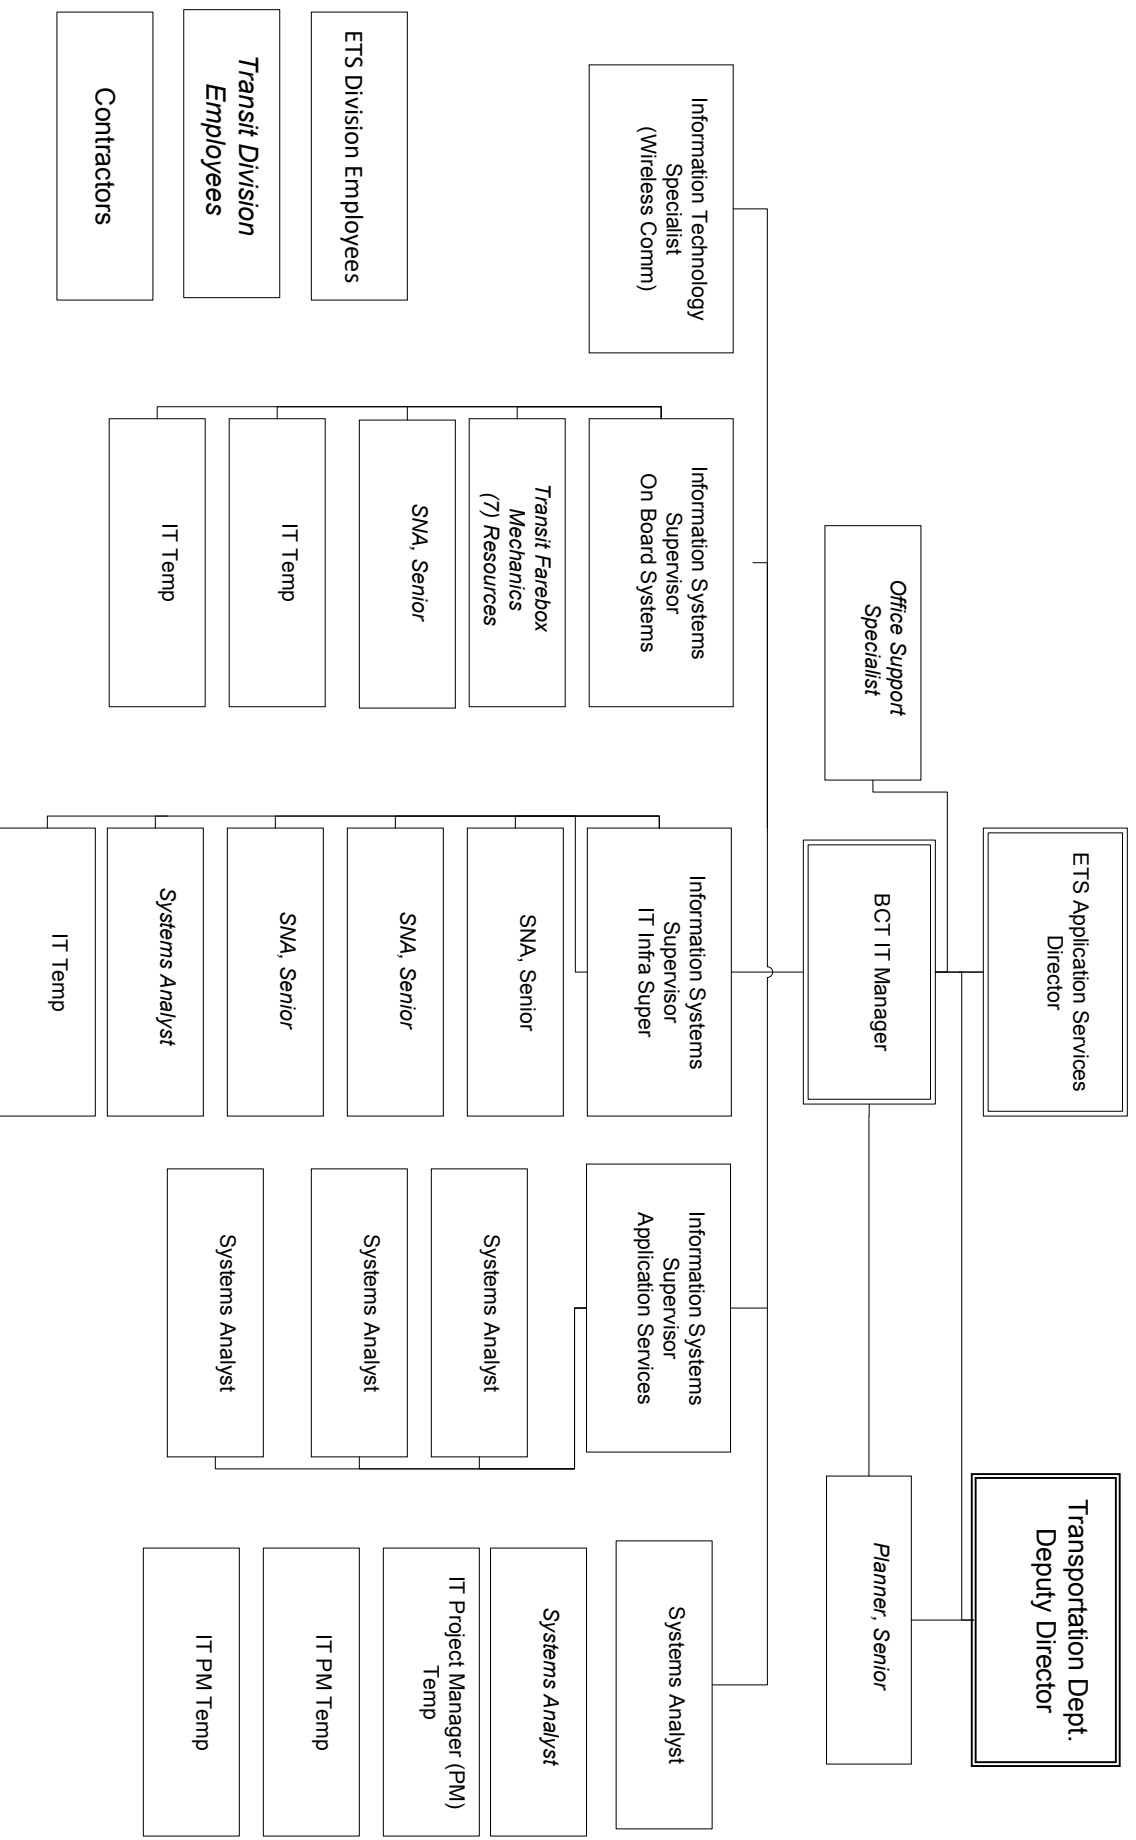 ETS Application Services
Director
Transportation Dept.
Deputy Director
Office Support
Specialist
BCT IT Manager
Planner, Senior
Information Technology
Specialist
(Wireless Comm)
Information Systems
Supervisor
On Board Systems
Transit Farebox
Mechanics
(7) Resources
SNA, Senior
IT Temp
IT Temp
Information Systems
Supervisor
IT Infra Super
SNA, Senior
SNA, Senior
SNA, Senior
Systems Analyst
IT Temp
Information Systems
Supervisor
Application Services
Systems Analyst
Systems Analyst
Systems Analyst
Systems Analyst
Systems Analyst
IT Project Manager (PM)
Temp
IT PM Temp
IT PM Temp
ETS Division Employees
Transit Division
Employees
Contractors